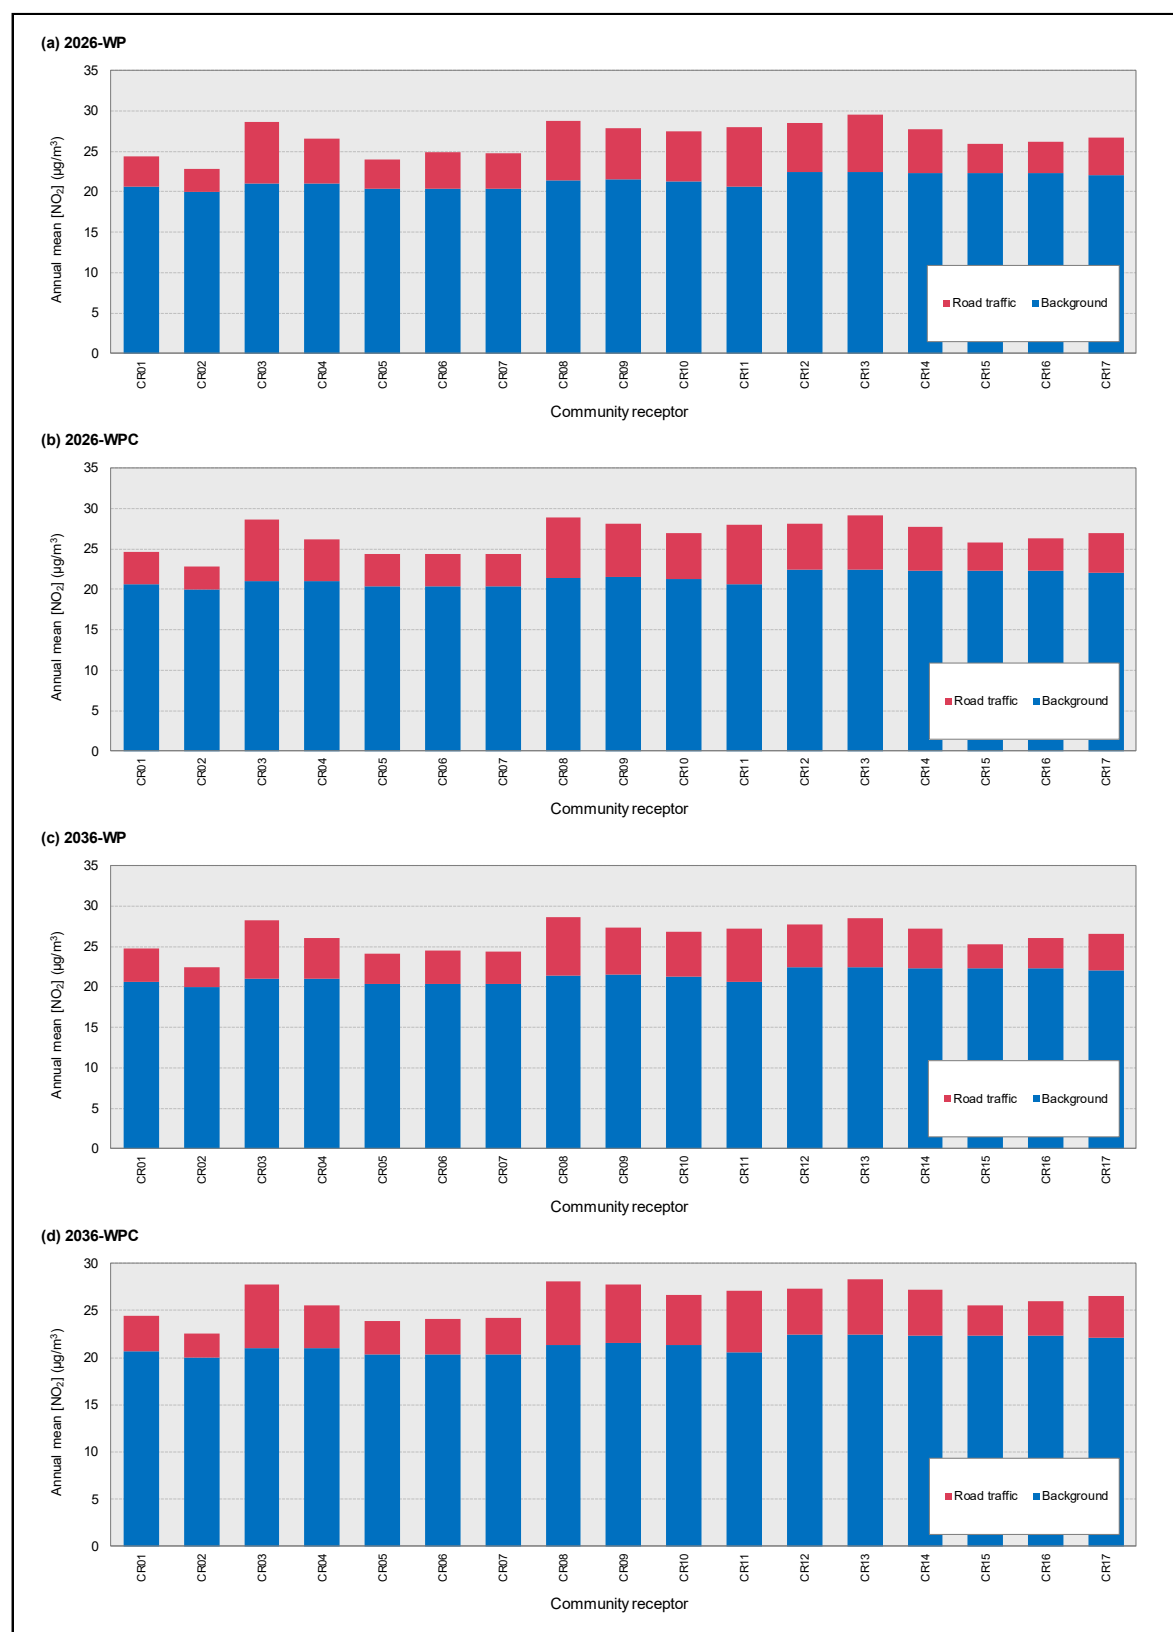 (a) 2026-WP
35
30
25
20
15
10
5
0
Annual mean [NO₂] (µg/m³)
Road traffic Background
CR01 CR02 CR03 CR04 CR05 CR06 CR07 CR08 CR09 CR10 CR11 CR12 CR13 CR14 CR15 CR16 CR17
Community receptor
(b) 2026-WPC
35
30
25
20
15
10
5
0
Annual mean [NO₂] (µg/m³)
Road traffic Background
CR01 CR02 CR03 CR04 CR05 CR06 CR07 CR08 CR09 CR10 CR11 CR12 CR13 CR14 CR15 CR16 CR17
Community receptor
(c) 2036-WP
35
30
25
20
15
10
5
0
Annual mean [NO₂] (µg/m³)
Road traffic Background
CR01 CR02 CR03 CR04 CR05 CR06 CR07 CR08 CR09 CR10 CR11 CR12 CR13 CR14 CR15 CR16 CR17
Community receptor
(d) 2036-WPC
30
25
20
15
10
5
0
Annual mean [NO₂] (µg/m³)
Road traffic Background
CR01 CR02 CR03 CR04 CR05 CR06 CR07 CR08 CR09 CR10 CR11 CR12 CR13 CR14 CR15 CR16 CR17
Community receptor